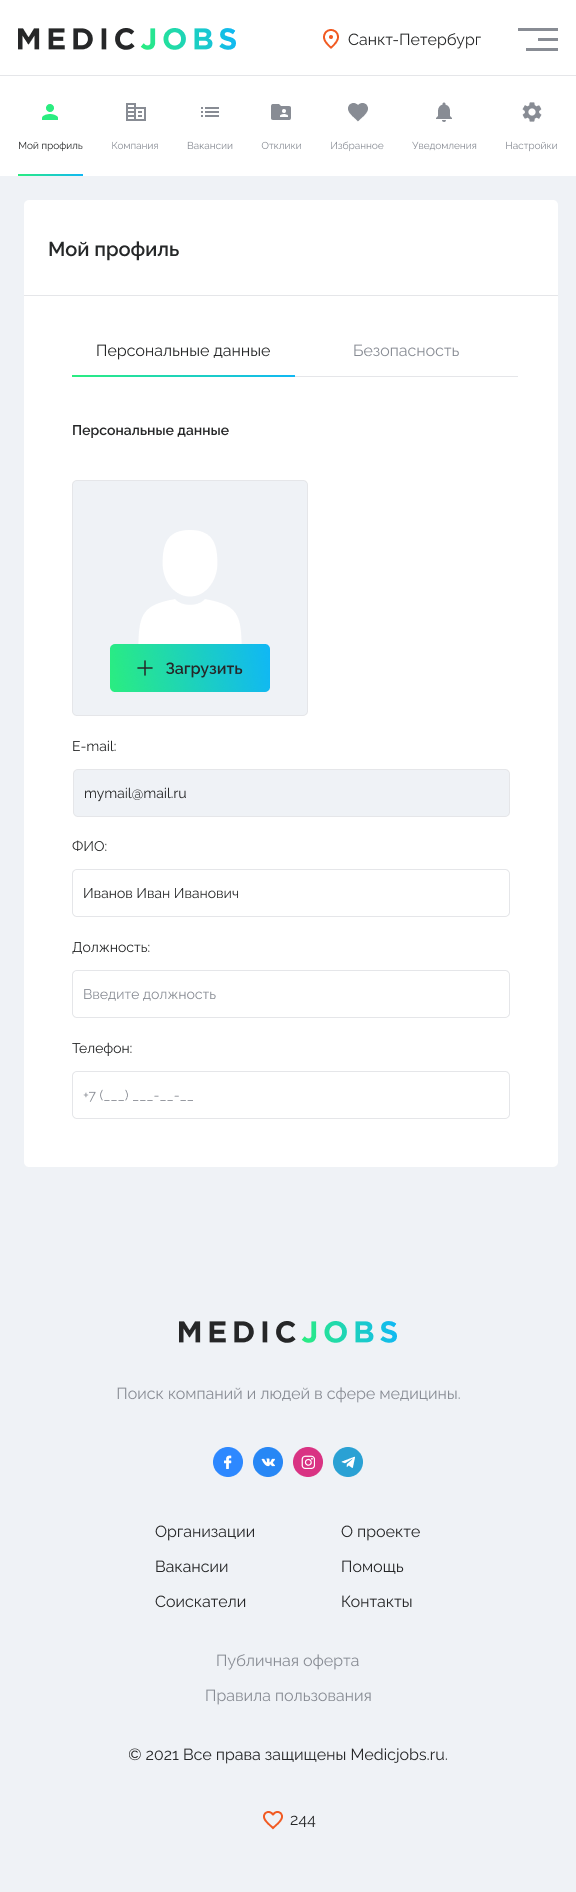 MEDICJOBS
Санкт-Петербург
Мой профиль
Компания
Вакансии
Отклики
Избранное
Уведомления
Настройки
Мой профиль
Персональные данные
Безопасность
Персональные данные
Загрузить
E-mail:
mymail@mail.ru
ФИО:
Иванов Иван Иванович
Должность:
Введите должность
Телефон:
+7 (___) ___-__-__
MEDICJOBS
Поиск компаний и людей в сфере медицины.
Организации
О проекте
Вакансии
Помощь
Соискатели
Контакты
Публичная оферта
Правила пользования
© 2021 Все права защищены Medicjobs.ru.
244